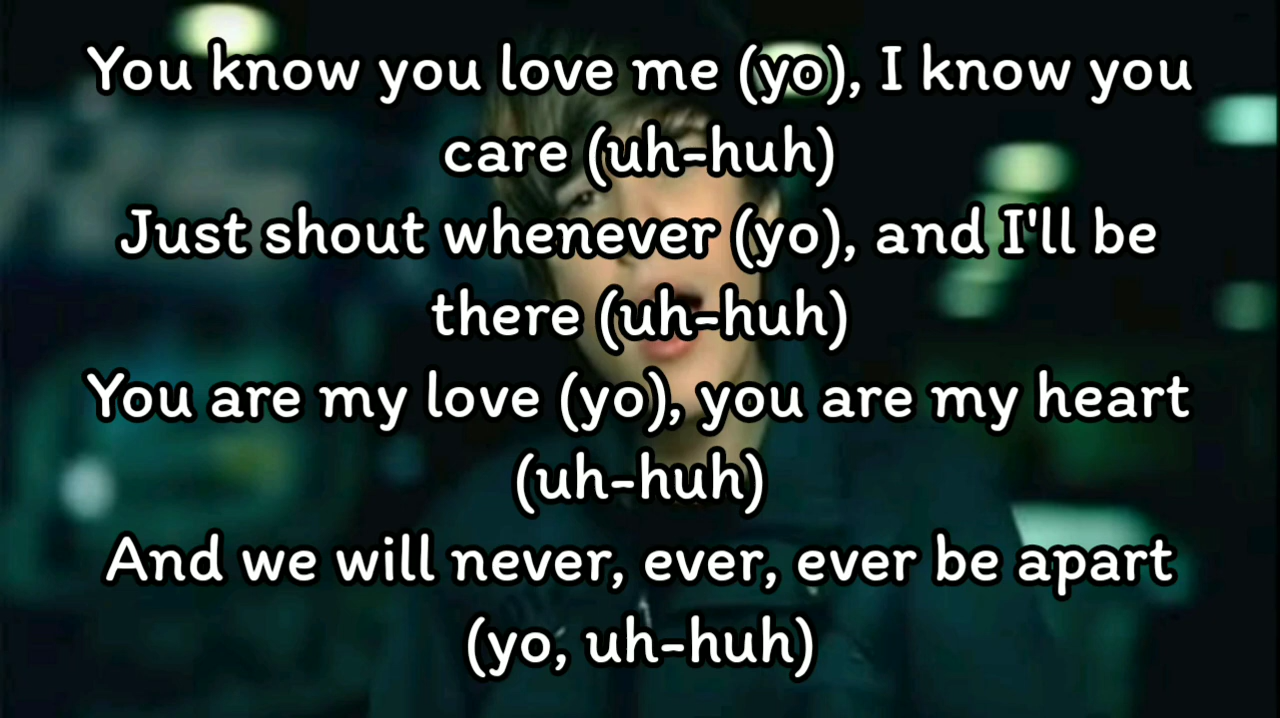 You know you love me (yo), I know you
care (uh-huh)
Just shout whenever (yo), and I'll be
there (uh-huh)
You are my love (yo), you are my heart
(uh-huh)
And we will never, ever, ever be apart
(yo, uh-huh)